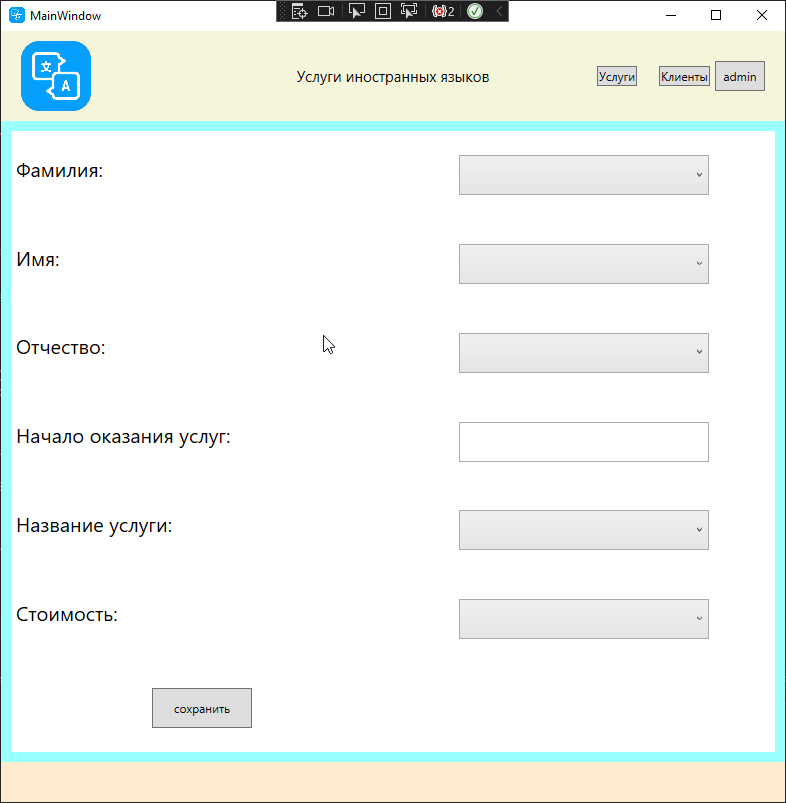 MainWindow
2
文
A
Услуги иностранных языков
Услуги
Клиенты
admin
Фамилия:
Имя:
Отчество:
Начало оказания услуг:
Название услуги:
Стоимость:
сохранить